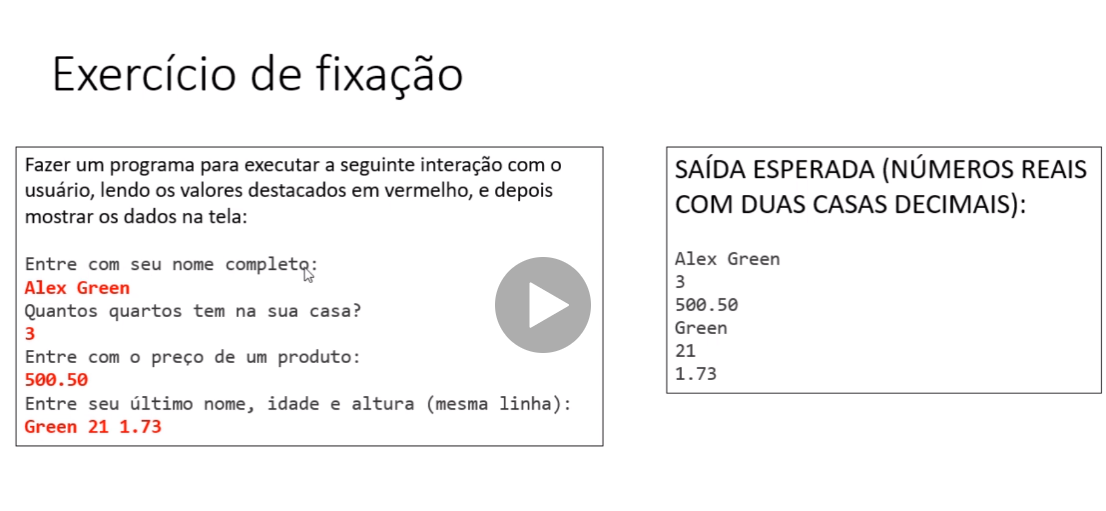 Exercício de fixação
Fazer um programa para executar a seguinte interação com o
usuário, lendo os valores destacados em vermelho, e depois
mostrar os dados na tela:
Entre com seu nome completo:
Alex Green
Quantos quartos tem na sua casa?
3
Entre com o preço de um produto:
500.50
Entre seu último nome, idade e altura (mesma linha):
Green 21 1.73
SAÍDA ESPERADA (NÚMEROS REAIS
COM DUAS CASAS DECIMAIS):
Alex Green
3
500.50
Green
21
1.73